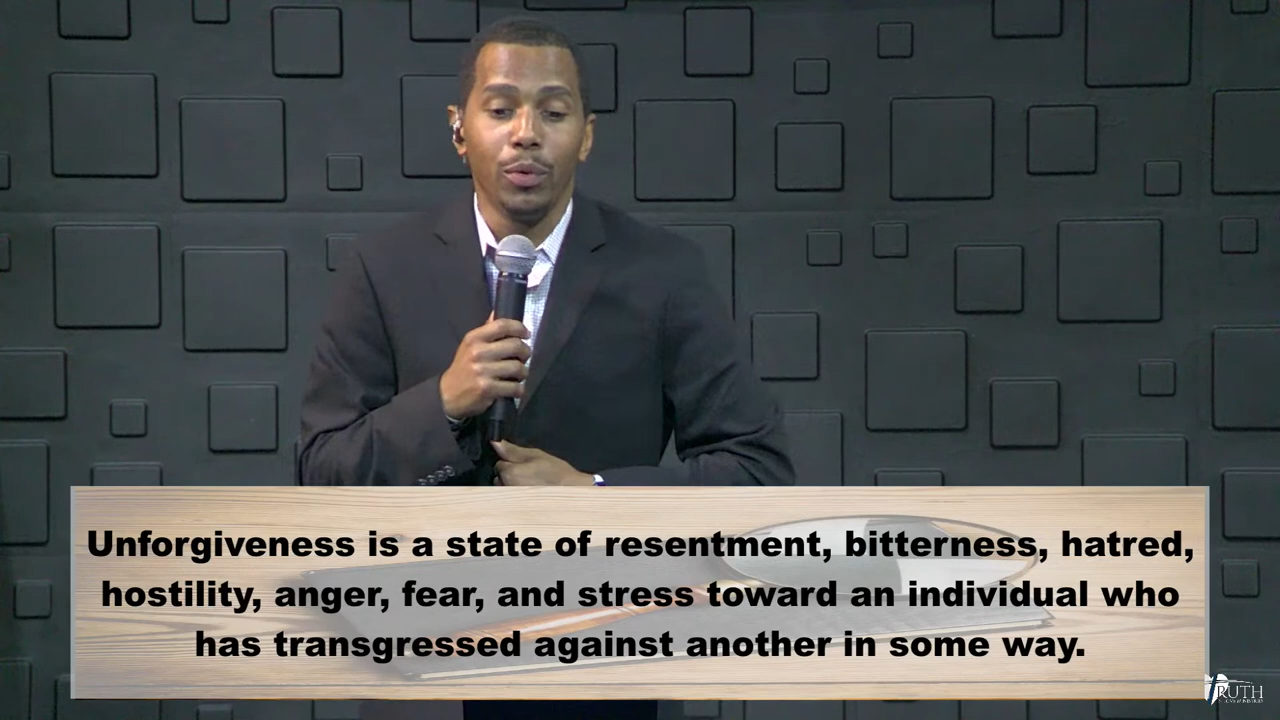 Unforgiveness is a state of resentment, bitterness, hatred,
hostility, anger, fear, and stress toward an individual who
has transgressed against another in some way.
TRUTH